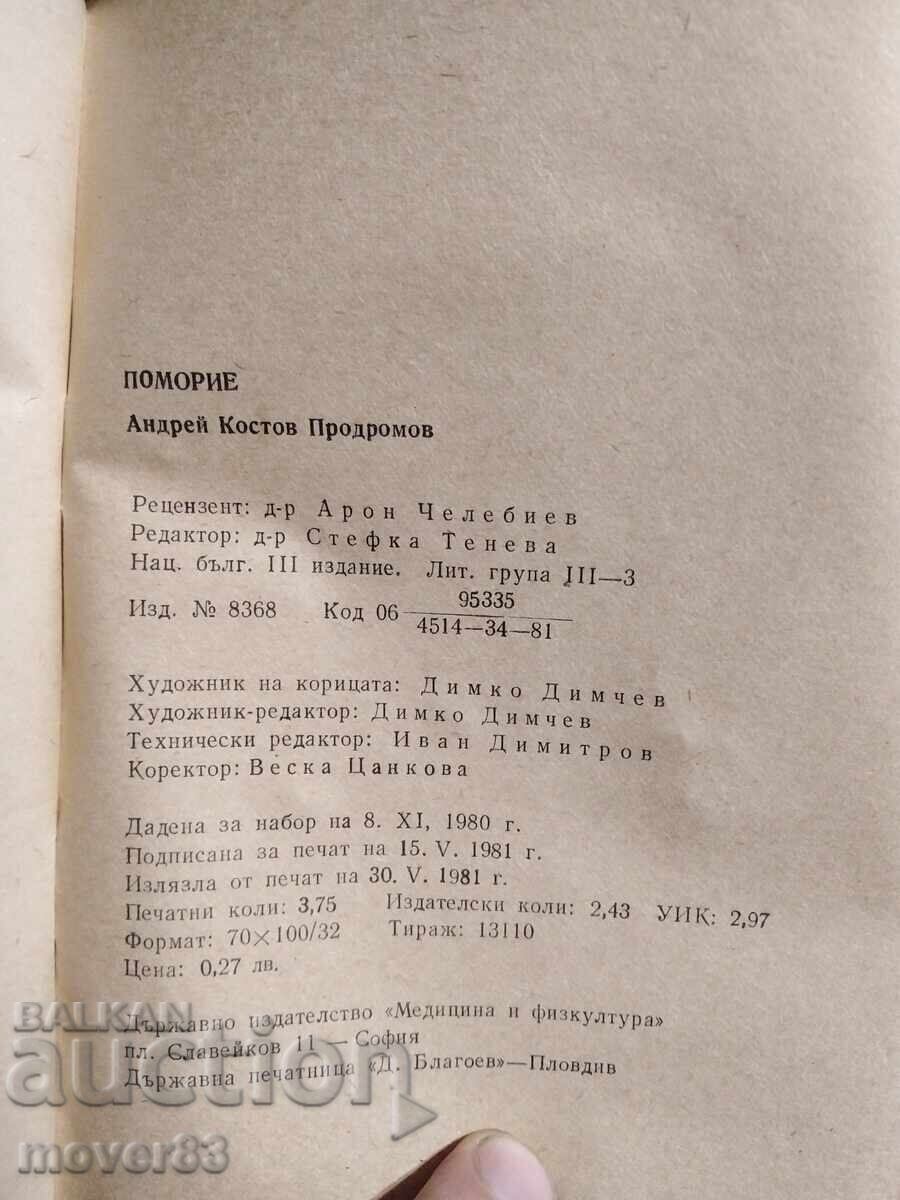 ПОМОРИЕ
Андрей Костов Продромов
Рецензент: д-р Арон Челебиев
Редактор: д-р Стефка Тенева
Нац. бълг. III издание. Лит. група III—3
Изд. № 8368 Код 06 95335
4514—34—81
Художник на корицата: Димко Димчев
Художник-редактор: Димко Димчев
Технически редактор: Иван Димитров
Коректор: Веска Цанкова
Дадена за набор на 8. XI, 1980 г.
Подписана за печат на 15. V. 1981 г.
Излязла от печат на 30. V. 1981 г.
Печатни коли: 3,75 Издателски коли: 2,43 УИК: 2,97
Формат: 70×100/32 Тираж: 13110
Цена: 0,27 лв.
Държавно издателство «Медицина и физкултура»
пл. Славейков 11 — София
Държавна печатница «Д. Благоев»—Пловдив
BALKAN
auction
mover83